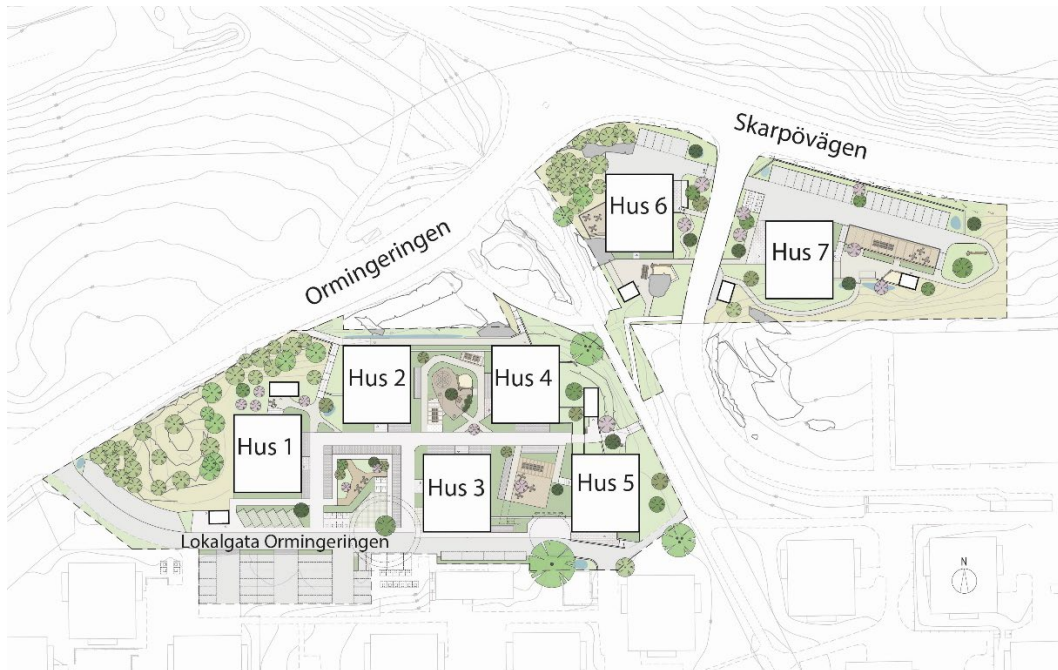 Skarpövägen
Hus 6
Hus 7
Ormingeringen
Hus 2
Hus 4
Hus 1
Hus 3
Hus 5
Lokalgata Ormingeringen
N